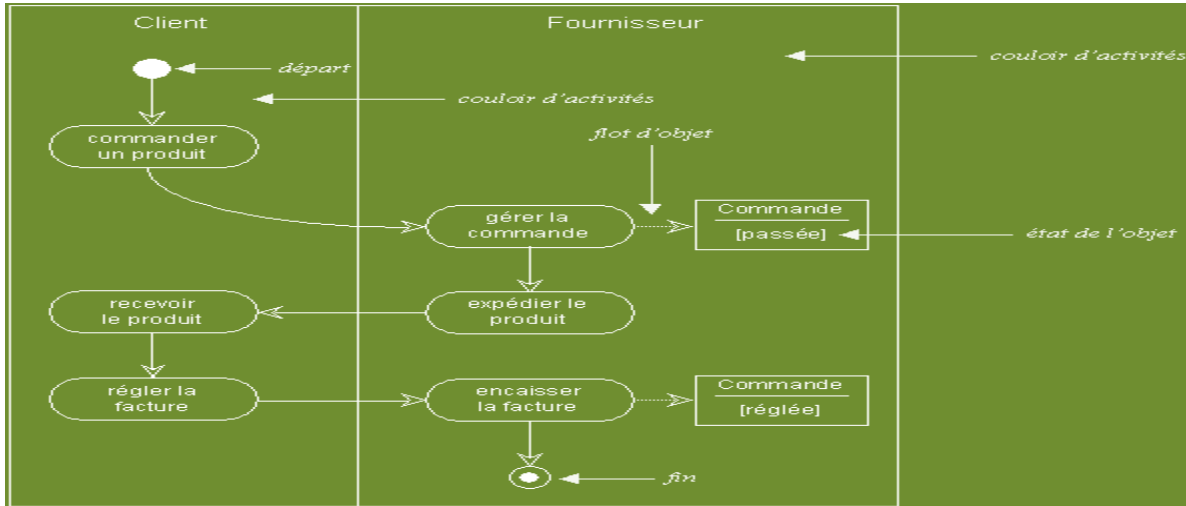 Client
Fournisseur
couloir d'activités
départ
couloir d'activités
commander
un produit
flot d'objet
gérer la
commande
Commande
[passée]
état de l'objet
recevoir
le produit
expédier le
produit
régler la
facture
encaisser
la facture
Commande
[réglée]
fin